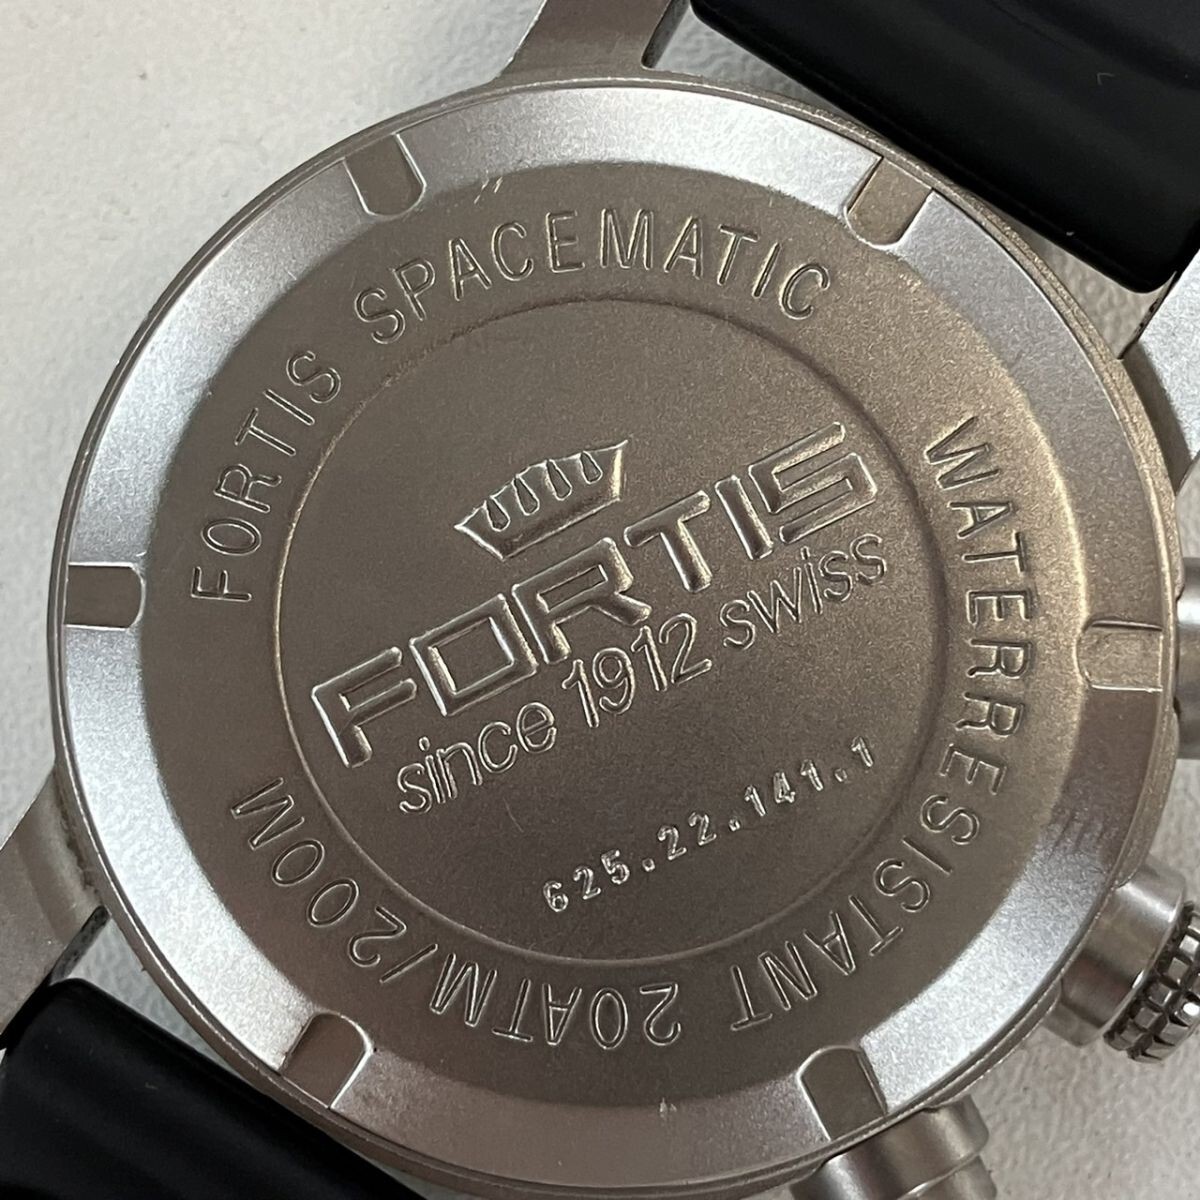 FORTIS SPACEMATIC
WATERRESISTANT 20ATM/200M
FORTIS
since 1912 swiss
625.22.141.1